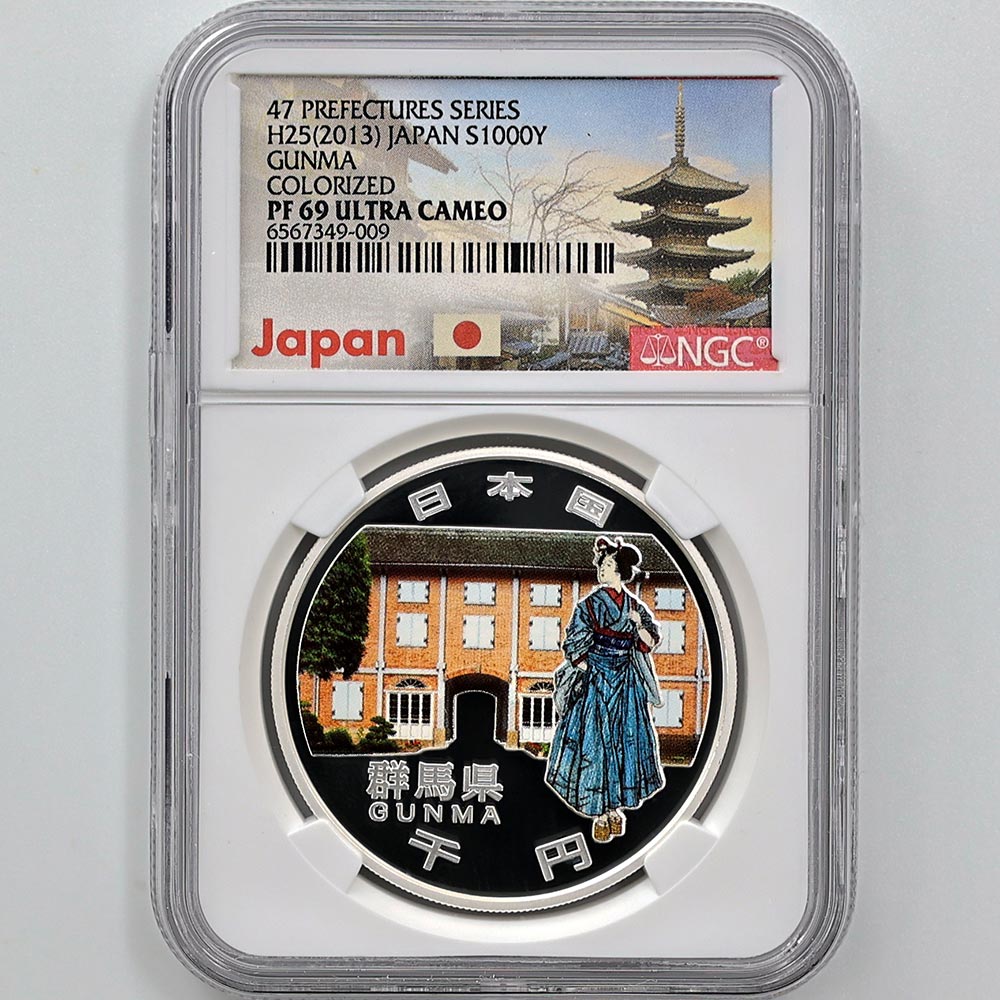 47 PREFECTURES SERIES
H25(2013) JAPAN S1000Y
GUNMA
COLORIZED
PF 69 ULTRA CAMEO
6567349-009
Japan
NGC®
日本国
群馬県
GUNMA
千円